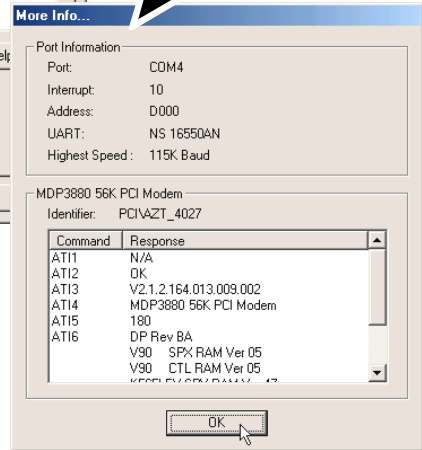 More Info...
Port Information
Port: COM4
Interrupt: 10
Address: D000
UART: NS 16550AN
Highest Speed : 115K Baud
MDP3880 56K PCI Modem
Identifier: PCI\AZT_4027
Command Response
ATI1 N/A
ATI2 OK
ATI3 V2.1.2.164.013.009.002
ATI4 MDP3880 56K PCI Modem
ATI5 180
ATI6 DP Rev BA
V90 SPX RAM Ver 05
V90 CTL RAM Ver 05
OK